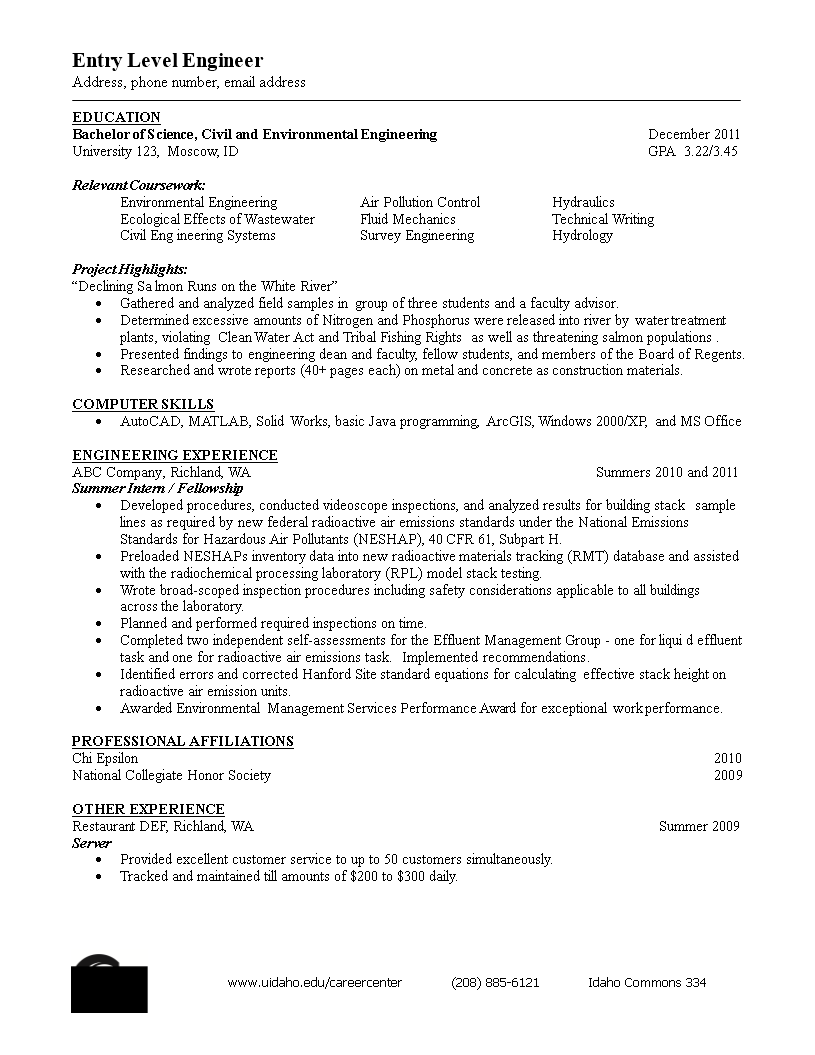 Entry Level Engineer
Address, phone number, email address
EDUCATION
Bachelor of Science, Civil and Environmental Engineering December 2011
University 123, Moscow, ID GPA 3.22/3.45
Relevant Coursework:
Environmental Engineering Air Pollution Control Hydraulics
Ecological Effects of Wastewater Fluid Mechanics Technical Writing
Civil Eng ineering Systems Survey Engineering Hydrology
Project Highlights:
“Declining Sa lmon Runs on the White River”
• Gathered and analyzed field samples in group of three students and a faculty advisor.
• Determined excessive amounts of Nitrogen and Phosphorus were released into river by water treatment
plants, violating Clean Water Act and Tribal Fishing Rights as well as threatening salmon populations .
• Presented findings to engineering dean and faculty, fellow students, and members of the Board of Regents.
• Researched and wrote reports (40+ pages each) on metal and concrete as construction materials.
COMPUTER SKILLS
• AutoCAD, MATLAB, Solid Works, basic Java programming, ArcGIS, Windows 2000/XP, and MS Office
ENGINEERING EXPERIENCE
ABC Company, Richland, WA Summers 2010 and 2011
Summer Intern / Fellowship
• Developed procedures, conducted videoscope inspections, and analyzed results for building stack sample
lines as required by new federal radioactive air emissions standards under the National Emissions
Standards for Hazardous Air Pollutants (NESHAP), 40 CFR 61, Subpart H.
• Preloaded NESHAPs inventory data into new radioactive materials tracking (RMT) database and assisted
with the radiochemical processing laboratory (RPL) model stack testing.
• Wrote broad-scoped inspection procedures including safety considerations applicable to all buildings
across the laboratory.
• Planned and performed required inspections on time.
• Completed two independent self-assessments for the Effluent Management Group - one for liqui d effluent
task and one for radioactive air emissions task. Implemented recommendations.
• Identified errors and corrected Hanford Site standard equations for calculating effective stack height on
radioactive air emission units.
• Awarded Environmental Management Services Performance Award for exceptional work performance.
PROFESSIONAL AFFILIATIONS
Chi Epsilon 2010
National Collegiate Honor Society 2009
OTHER EXPERIENCE
Restaurant DEF, Richland, WA Summer 2009
Server
• Provided excellent customer service to up to 50 customers simultaneously.
• Tracked and maintained till amounts of $200 to $300 daily.
www.uidaho.edu/careercenter (208) 885-6121 Idaho Commons 334